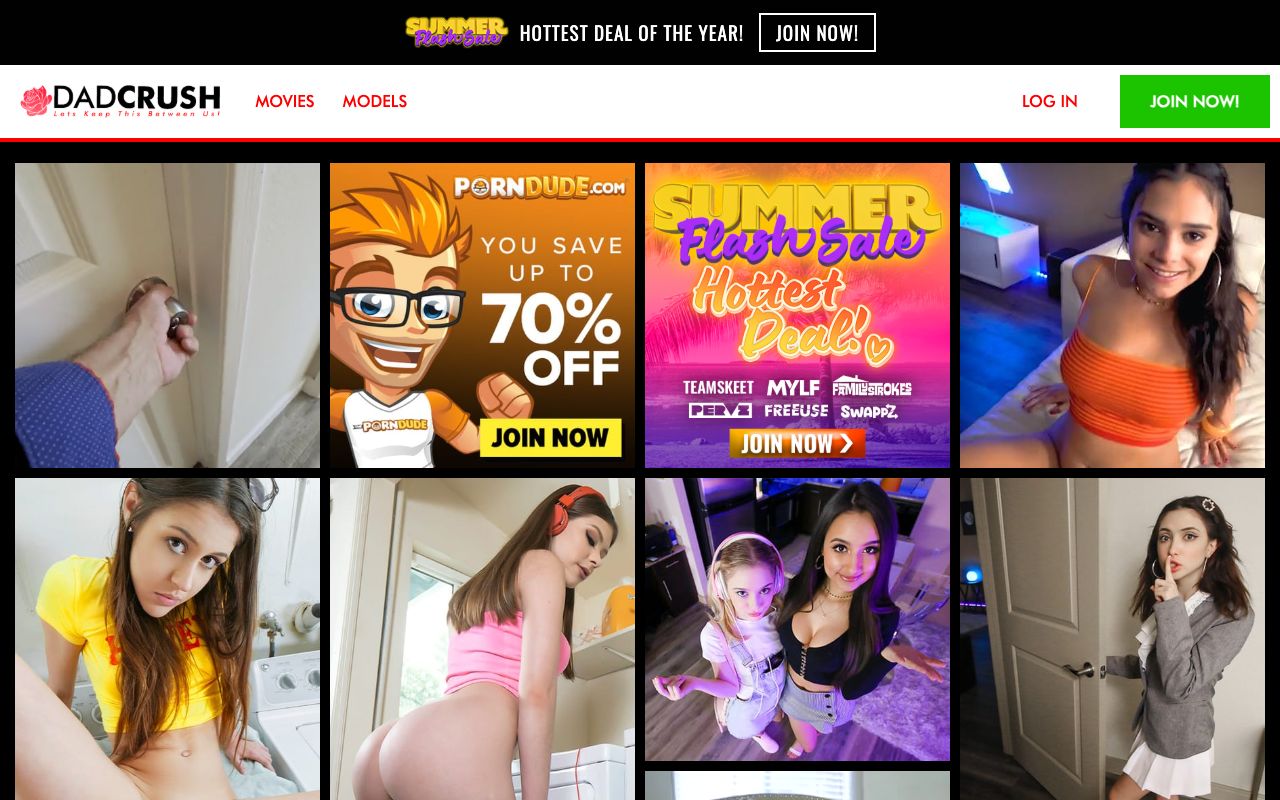 SUMMER
Flash Sale
HOTTEST DEAL OF THE YEAR!
JOIN NOW!
DADCRUSH
Lets Keep This Between Us!
MOVIES
MODELS
LOG IN
JOIN NOW!
PORNDUDE.COM
YOU SAVE
UP TO
70%
OFF
PORNDUDE
JOIN NOW
SUMMER
Flash Sale
Hottest
Deal!
TEAMSKEET MYLF FAMILYSTROKES
PERVZ FREEUSE SWAPPZ
JOIN NOW